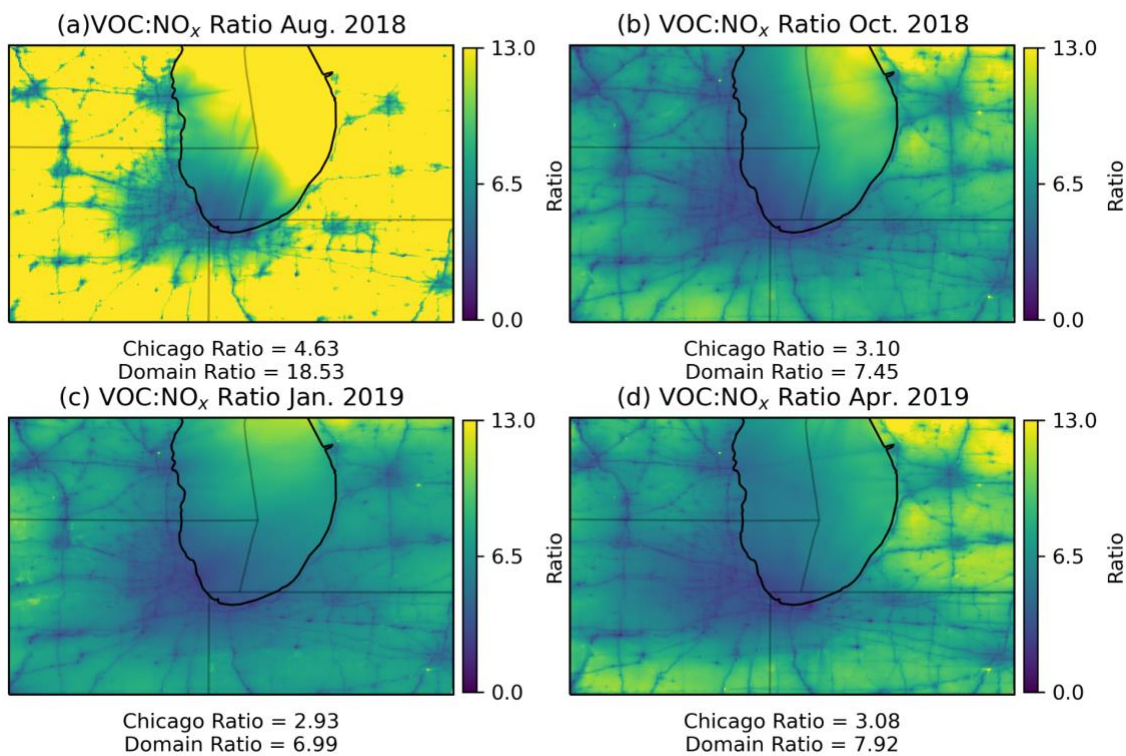 (a)VOC:NOₓ Ratio Aug. 2018
13.0
6.5
0.0
Ratio
Chicago Ratio = 4.63
Domain Ratio = 18.53
(b) VOC:NOₓ Ratio Oct. 2018
13.0
6.5
0.0
Ratio
Chicago Ratio = 3.10
Domain Ratio = 7.45
(c) VOC:NOₓ Ratio Jan. 2019
13.0
6.5
0.0
Ratio
Chicago Ratio = 2.93
Domain Ratio = 6.99
(d) VOC:NOₓ Ratio Apr. 2019
13.0
6.5
0.0
Ratio
Chicago Ratio = 3.08
Domain Ratio = 7.92